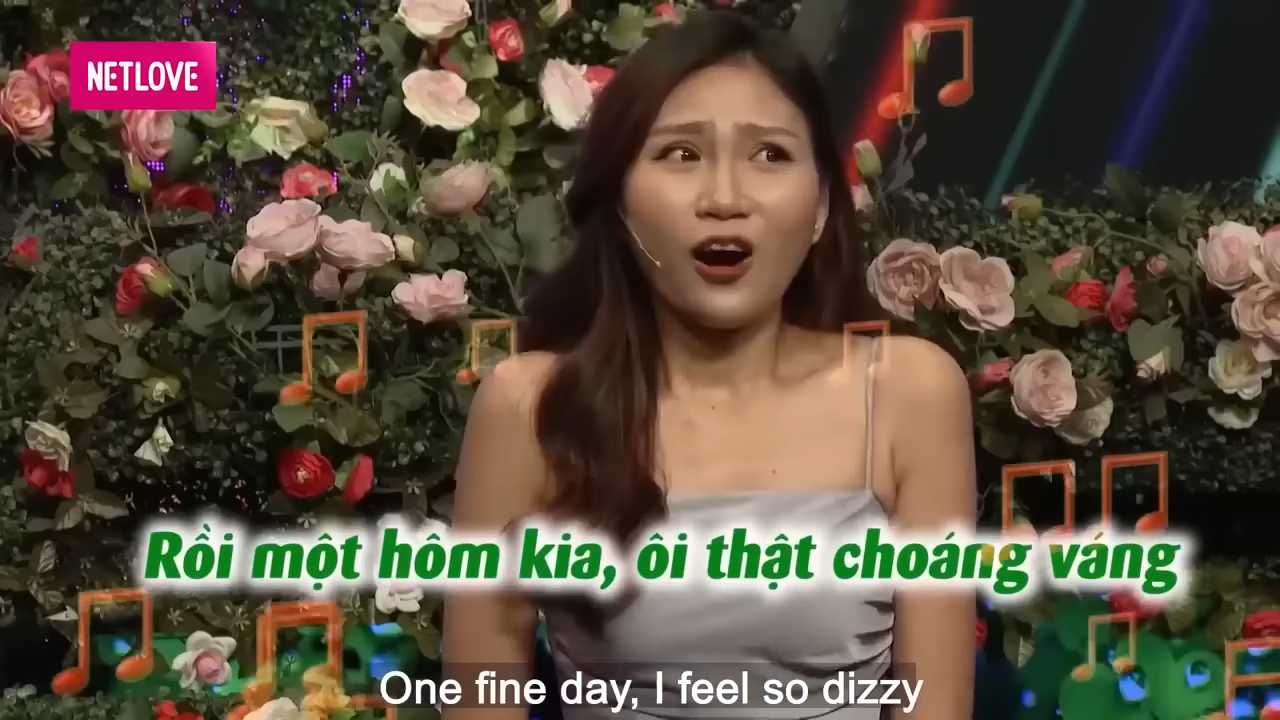 NETLOVE
Rồi một hôm kia, ôi thật choáng váng
One fine day, I feel so dizzy